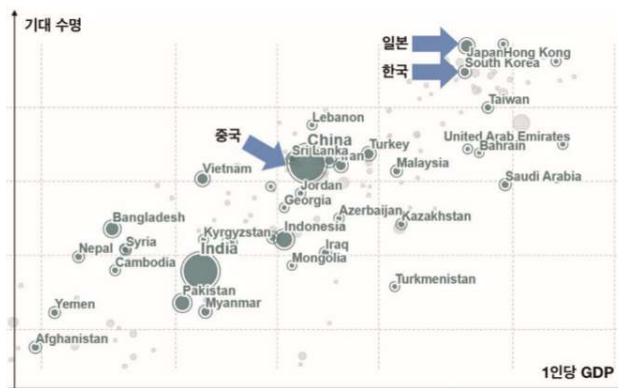 기대 수명
일본
Japan
Hong Kong
한국
South Korea
Taiwan
Lebanon
중국
China
United Arab Emirates
Turkey
Sri Lanka
Iran
Bahrain
Vietnam
Malaysia
Jordan
Saudi Arabia
Georgia
Azerbaijan
Bangladesh
Kazakhstan
Kyrgyzstan
Indonesia
Syria
Nepal
India
Iraq
Cambodia
Mongolia
Turkmenistan
Pakistan
Yemen
Myanmar
Afghanistan
1인당 GDP